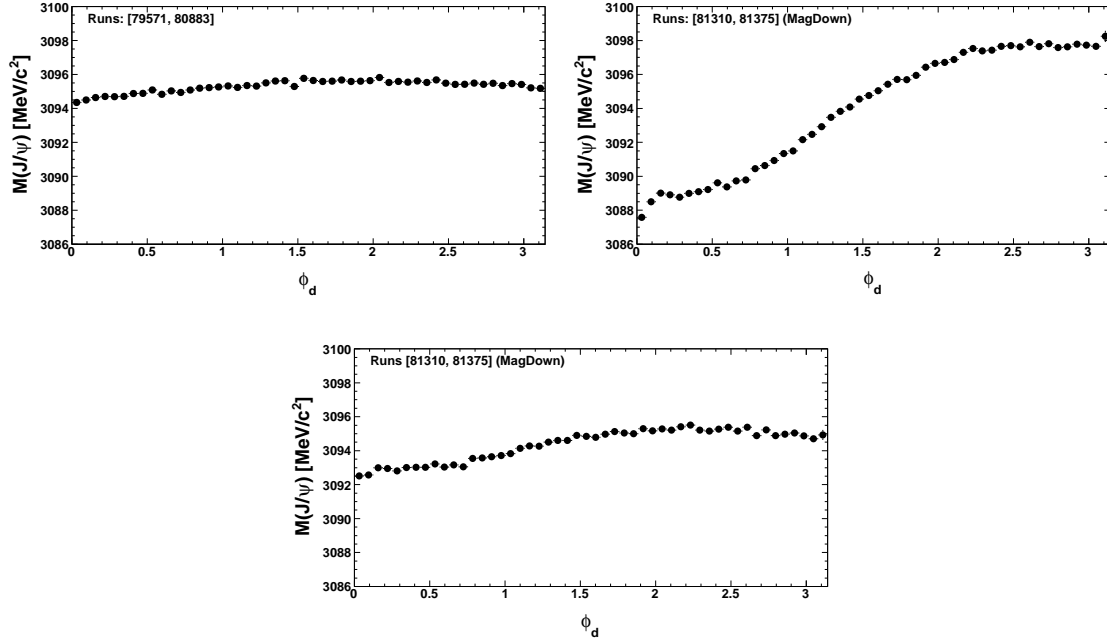 Runs: [79571, 80883]
M(J/ψ) [MeV/c²]
3100
3098
3096
3094
3092
3090
3088
3086
0 0.5 1 1.5 2 2.5 3
ϕ_d
Runs: [81310, 81375] (MagDown)
M(J/ψ) [MeV/c²]
3100
3098
3096
3094
3092
3090
3088
3086
0 0.5 1 1.5 2 2.5 3
ϕ_d
Runs [81310, 81375] (MagDown)
M(J/ψ) [MeV/c²]
3100
3098
3096
3094
3092
3090
3088
3086
0 0.5 1 1.5 2 2.5 3
ϕ_d